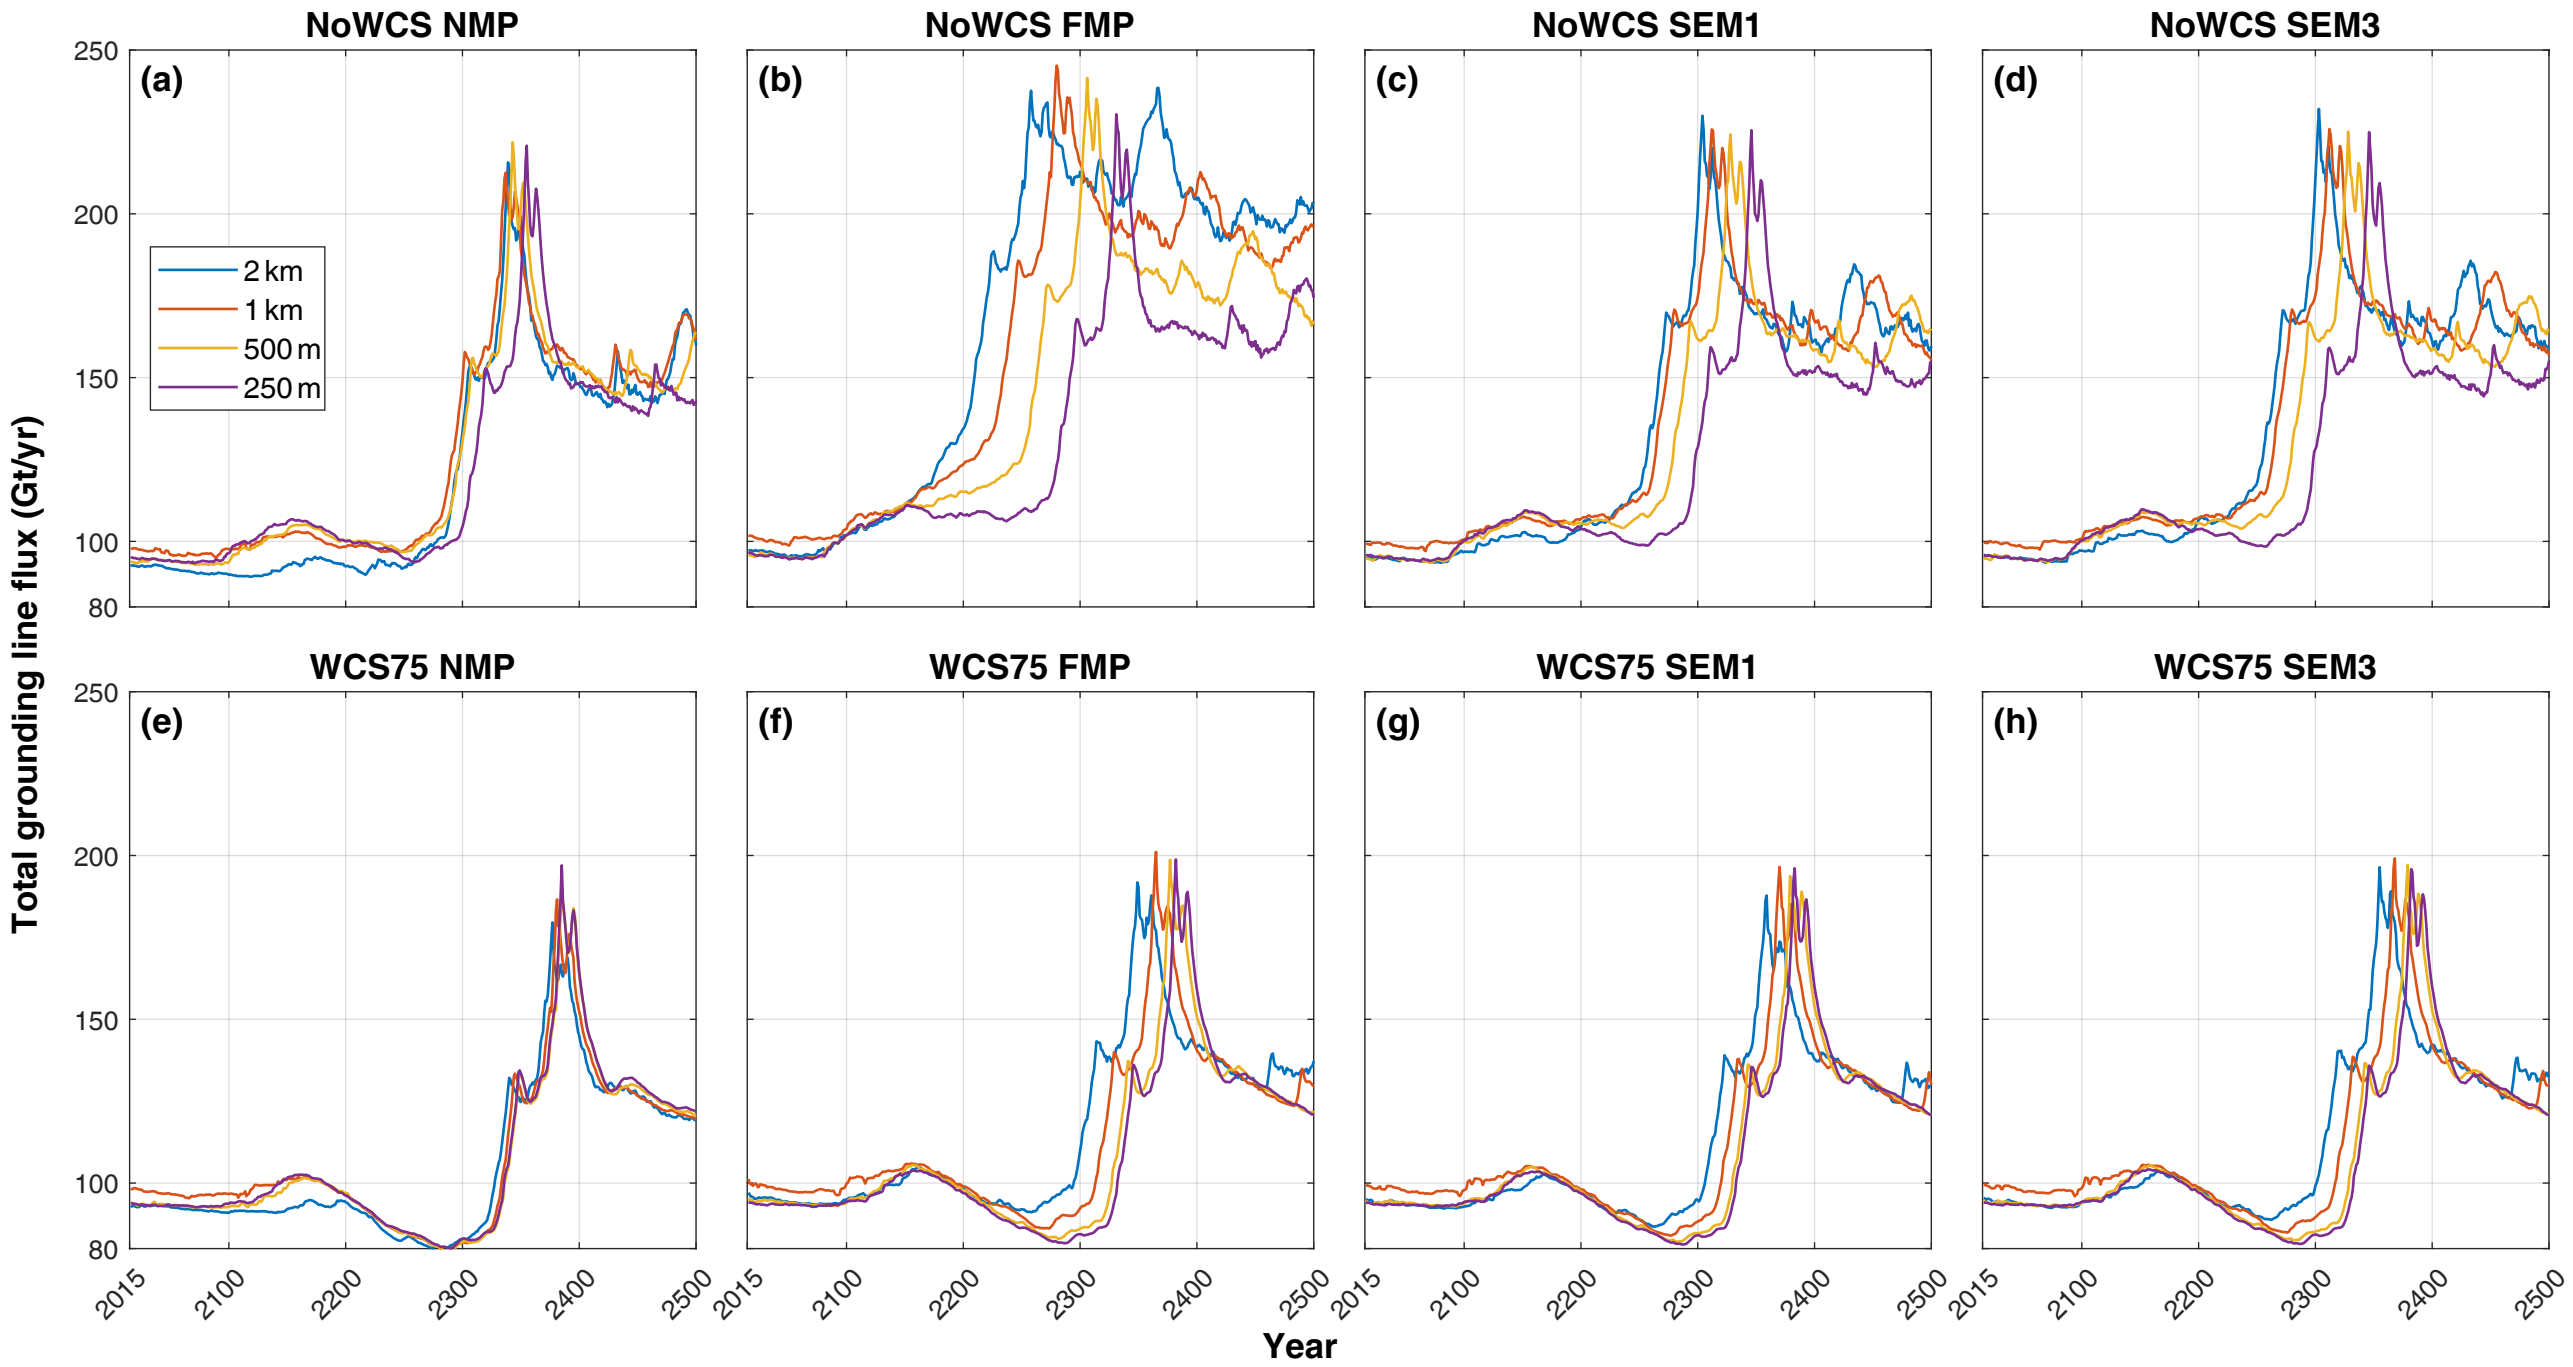 NoWCS NMP
NoWCS FMP
NoWCS SEM1
NoWCS SEM3
250
200
150
100
80
(a)
(b)
(c)
(d)
2 km
1 km
500 m
250 m
Total grounding line flux (Gt/yr)
WCS75 NMP
WCS75 FMP
WCS75 SEM1
WCS75 SEM3
250
200
150
100
80
(e)
(f)
(g)
(h)
2015 2100 2200 2300 2400 2500
2015 2100 2200 2300 2400 2500
2015 2100 2200 2300 2400 2500
2015 2100 2200 2300 2400 2500
Year